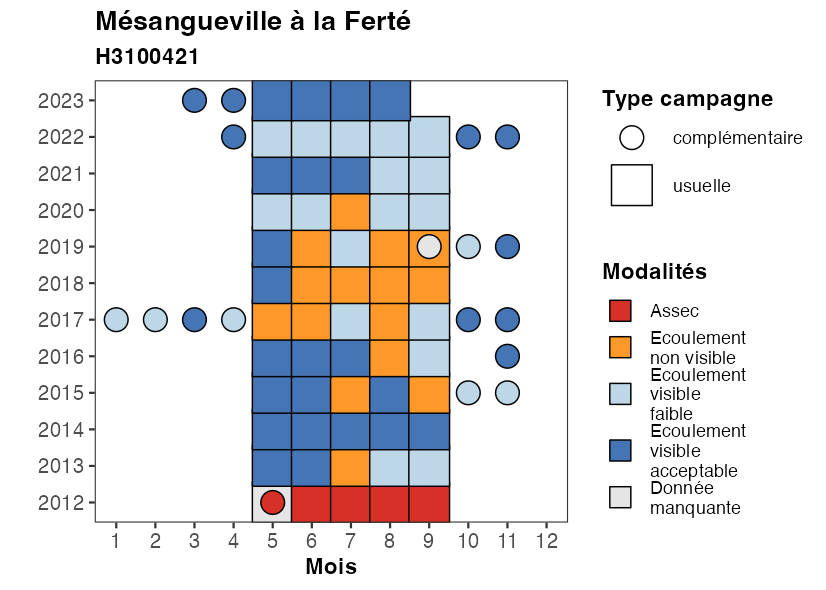 Mésangueville à la Ferté
H3100421
2023
2022
2021
2020
2019
2018
2017
2016
2015
2014
2013
2012
1 2 3 4 5 6 7 8 9 10 11 12
Mois
Type campagne
complémentaire
usuelle
Modalités
Assec
Ecoulement
non visible
Ecoulement
visible
faible
Ecoulement
visible
acceptable
Donnée
manquante